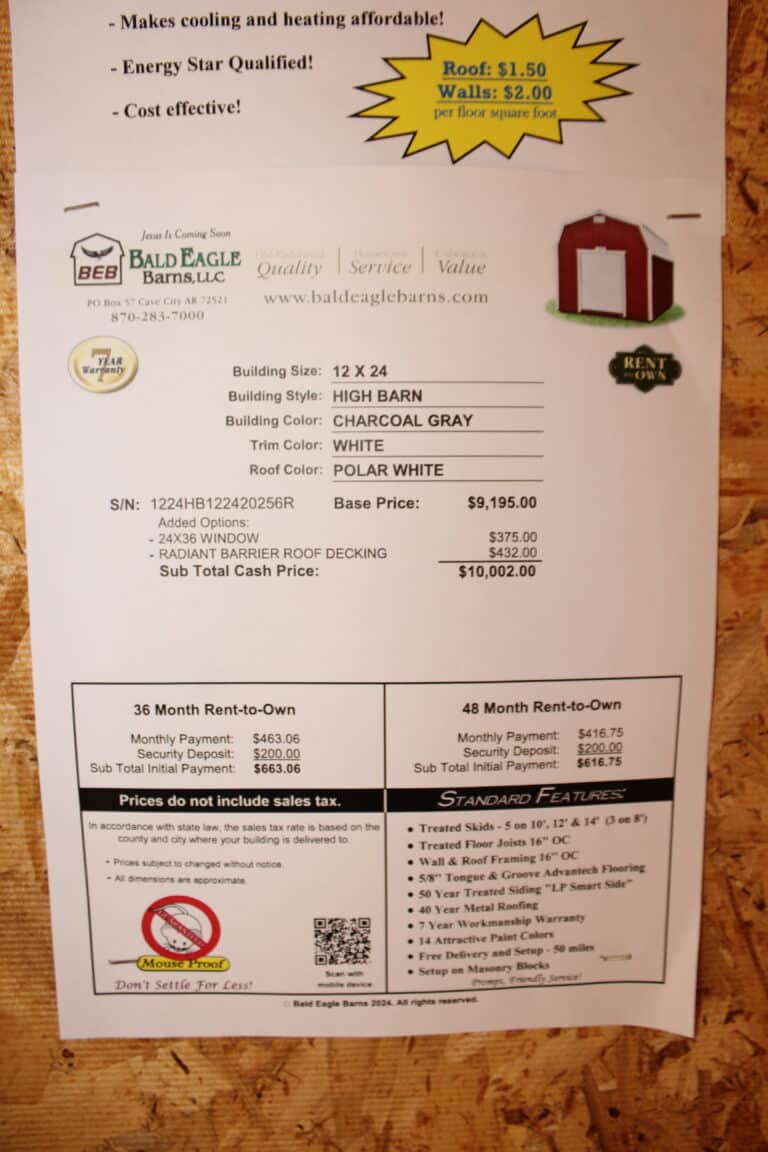 - Makes cooling and heating affordable!
- Energy Star Qualified!
- Cost effective!
Roof: $1.50
Walls: $2.00
per floor square foot
Jesus Is Coming Soon
BEB
BALD EAGLE
BARNS, LLC
PO Box 57 Cave City AR 72521
870-283-7000
Quality | Service | Value
www.baldeaglebarns.com
7 YEAR
Warranty
RENT
TO OWN
Building Size: 12 X 24
Building Style: HIGH BARN
Building Color: CHARCOAL GRAY
Trim Color: WHITE
Roof Color: POLAR WHITE
S/N: 1224HB122420256R Base Price: $9,195.00
Added Options:
- 24X36 WINDOW $375.00
- RADIANT BARRIER ROOF DECKING $432.00
Sub Total Cash Price: $10,002.00
36 Month Rent-to-Own
Monthly Payment: $463.06
Security Deposit: $200.00
Sub Total Initial Payment: $663.06
48 Month Rent-to-Own
Monthly Payment: $416.75
Security Deposit: $200.00
Sub Total Initial Payment: $616.75
Prices do not include sales tax.
In accordance with state law, the sales tax rate is based on the
county and city where your building is delivered to.
- Prices subject to changed without notice.
- All dimensions are approximate.
Mouse Proof
Don't Settle For Less!
Scan with
mobile device
STANDARD FEATURES:
• Treated Skids - 5 on 10', 12' & 14' (3 on 8')
• Treated Floor Joists 16" OC
• Wall & Roof Framing 16" OC
• 5/8" Tongue & Groove Advantech Flooring
• 50 Year Treated Siding "LP Smart Side"
• 40 Year Metal Roofing
• 7 Year Workmanship Warranty
• 14 Attractive Paint Colors
• Free Delivery and Setup - 50 miles
• Setup on Masonry Blocks
Prompt, Friendly Service!
Bald Eagle Barns 2024. All rights reserved.